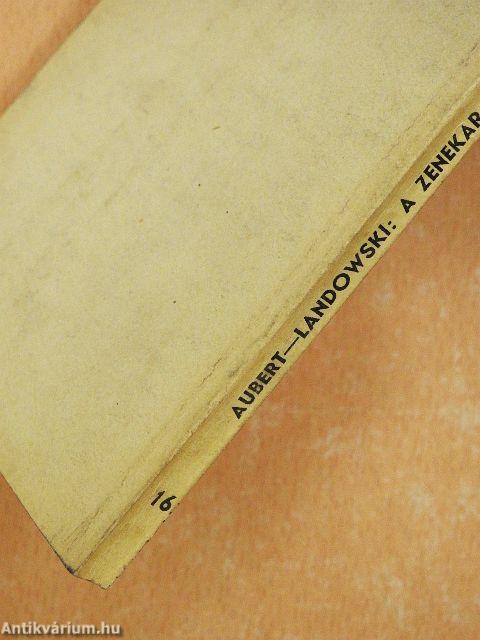 AUBERT—LANDOWSKI: A ZENEKAR
16.
Antikvárium.hu